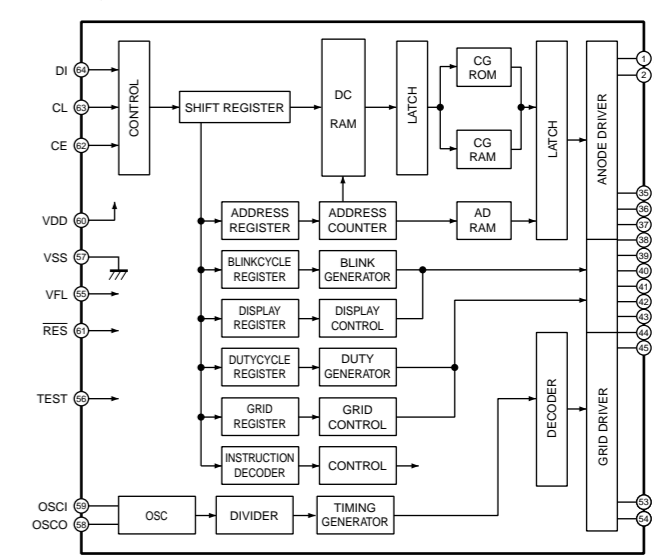 DI 64
CL 63
CE 62
VDD 60
VSS 57
VFL 55
RES 61
TEST 56
OSCI 59
OSCO 58
CONTROL
SHIFT REGISTER
DC
RAM
LATCH
CG
ROM
CG
RAM
LATCH
ANODE DRIVER
ADDRESS
REGISTER
ADDRESS
COUNTER
AD
RAM
BLINKCYCLE
REGISTER
BLINK
GENERATOR
DISPLAY
REGISTER
DISPLAY
CONTROL
DUTYCYCLE
REGISTER
DUTY
GENERATOR
GRID
REGISTER
GRID
CONTROL
INSTRUCTION
DECODER
CONTROL
OSC
DIVIDER
TIMING
GENERATOR
DECODER
GRID DRIVER
1
2
35
36
37
38
39
40
41
42
43
44
45
53
54